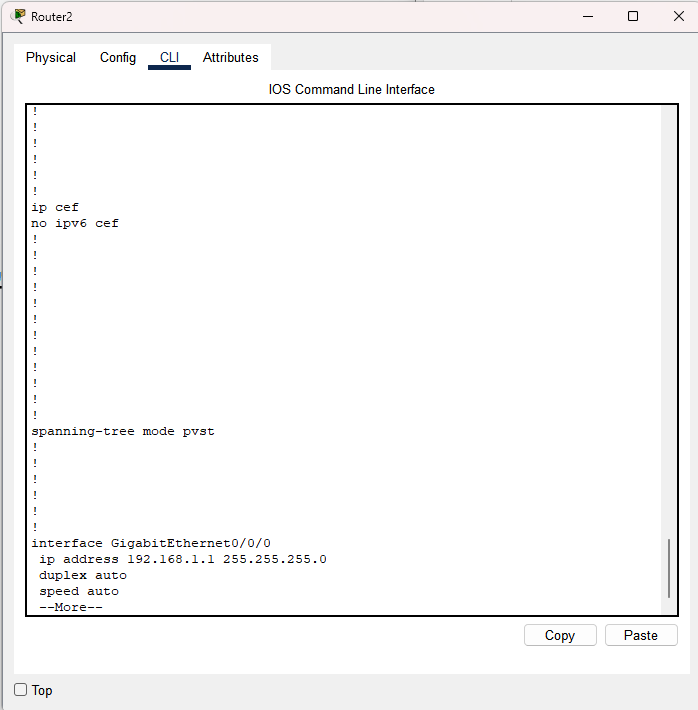 Router2
Physical Config CLI Attributes
IOS Command Line Interface
!
!
!
!
!
!
ip cef
no ipv6 cef
!
!
!
!
!
!
!
!
!
!
!
!
spanning-tree mode pvst
!
!
!
!
!
!
interface GigabitEthernet0/0/0
ip address 192.168.1.1 255.255.255.0
duplex auto
speed auto
--More--
Copy Paste
Top